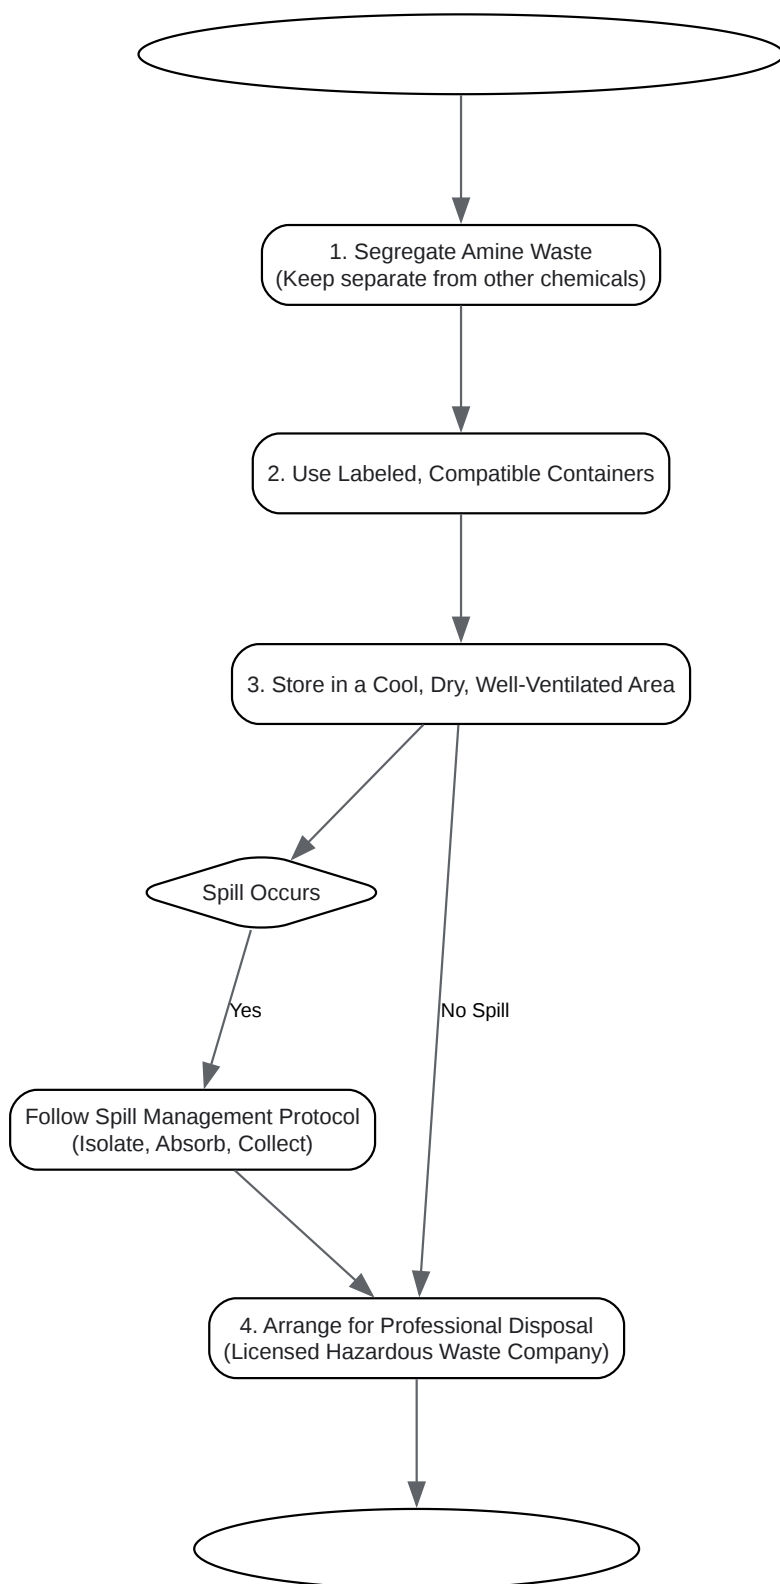 1. Segregate Amine Waste
(Keep separate from other chemicals)
2. Use Labeled, Compatible Containers
3. Store in a Cool, Dry, Well-Ventilated Area
Spill Occurs
Yes
No Spill
Follow Spill Management Protocol
(Isolate, Absorb, Collect)
4. Arrange for Professional Disposal
(Licensed Hazardous Waste Company)